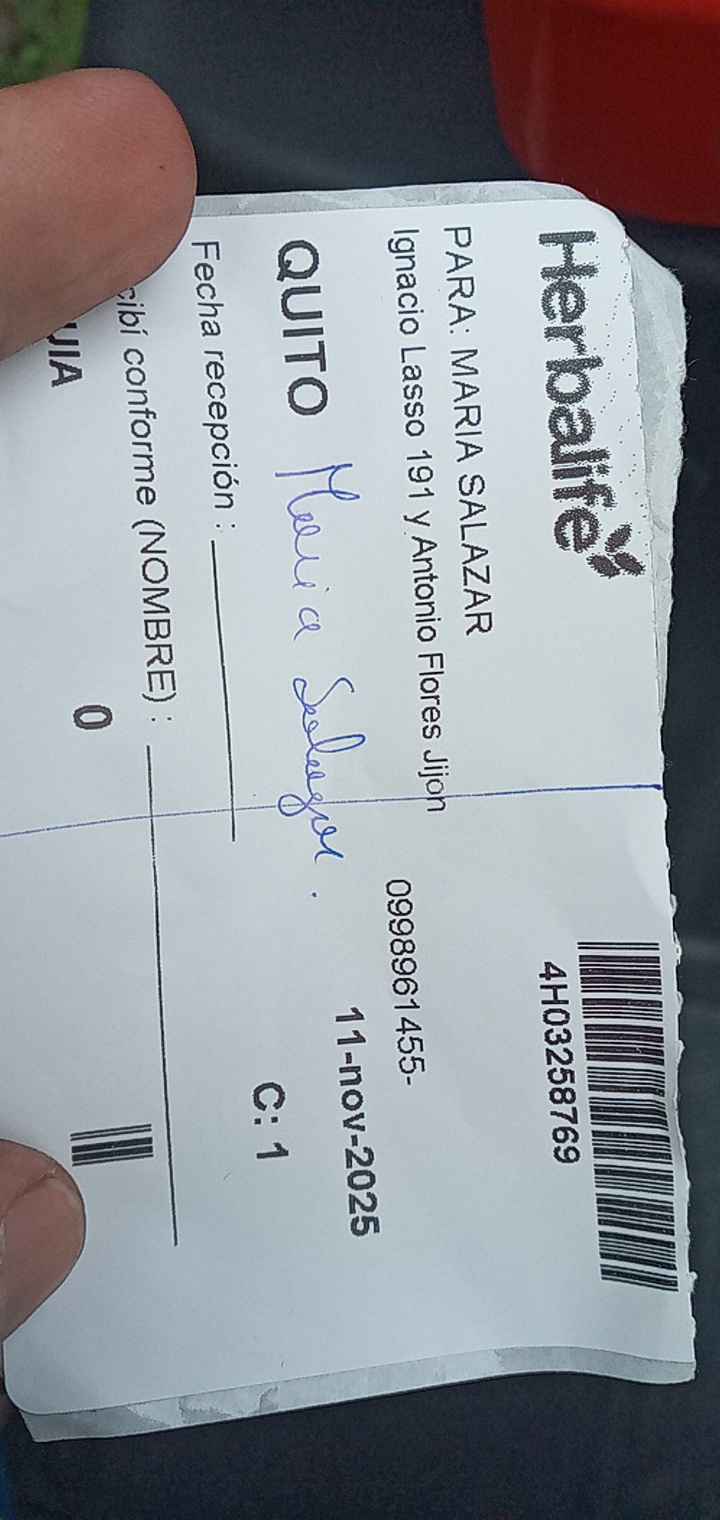 Herbalife
4H03258769
PARA: MARIA SALAZAR
Ignacio Lasso 191 y Antonio Flores Jijon
0998961455-
11-nov-2025
QUITO
C: 1
Maria Salazar.
Fecha recepción :
cibí conforme (NOMBRE) :
UIA
0